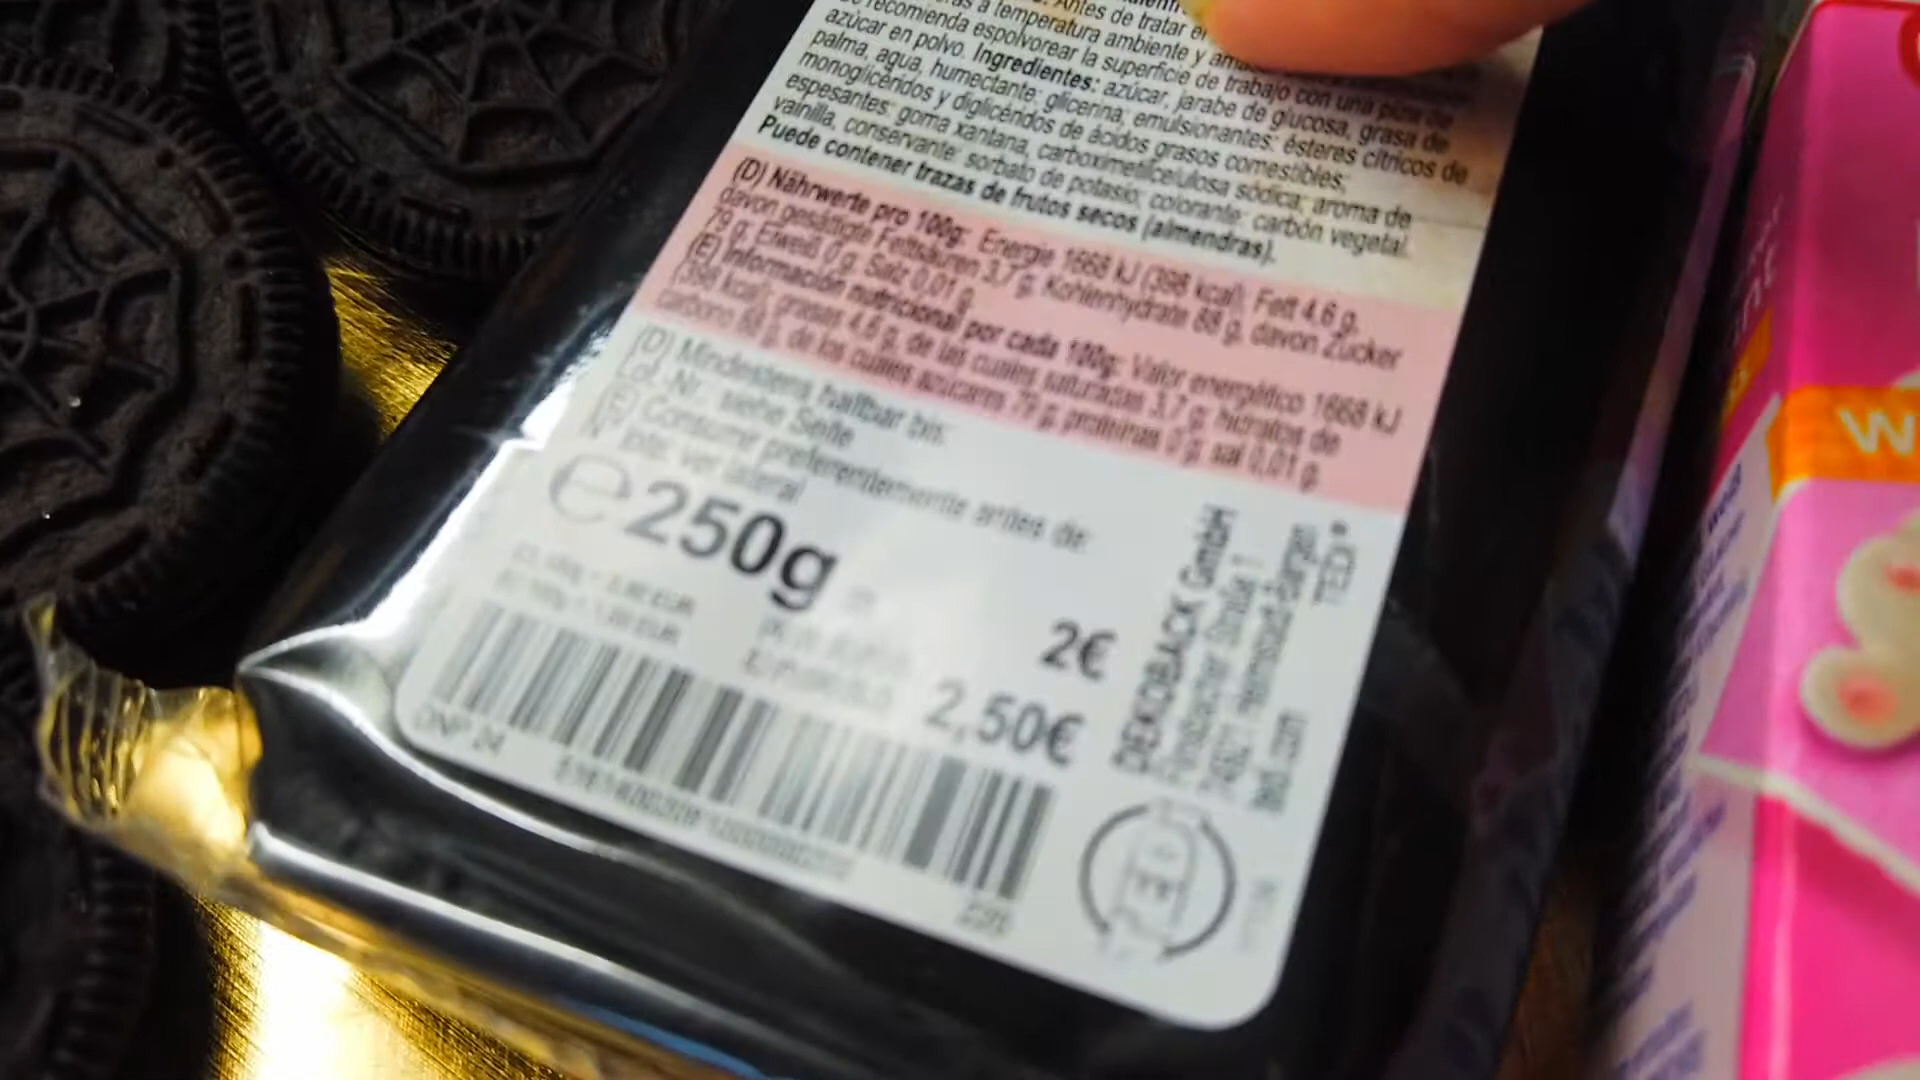 Antes de tratar
a temperatura ambiente y
recomienda espolvorear la superficie de trabajo con una pizca de
azúcar en polvo. Ingredientes: azúcar, jarabe de glucosa, grasa de
palma, agua, humectante: glicerina; emulsionantes: ésteres cítricos de
monoglicéridos y diglicéridos de ácidos grasos comestibles;
espesantes: goma xantana, carboximetilcelulosa sódica; aroma de
vainilla, conservante: sorbato de potasio; colorante: carbón vegetal.
Puede contener trazas de frutos secos (almendras).
(D) Nährwerte pro 100g: Energie 1668 kJ (398 kcal); Fett 4,6 g,
davon gesättigte Fettsäuren 3,7 g; Kohlenhydrate 88 g, davon Zucker
79 g; Eiweiß 0 g; Salz 0,01 g.
(E) Información nutricional por cada 100g: Valor energético 1668 kJ
(398 kcal); grasas 4,6 g, de las cuales saturadas 3,7 g; hidratos de
carbono 88 g, de los cuales azúcares 79 g; proteínas 0 g; sal 0,01 g.
(D) Mindestens haltbar bis:
siehe Seite
(E) Consumir preferentemente antes de:
ver lateral
e 250g
2€
2,50€
DEKOBACK GmbH
TEDI
W